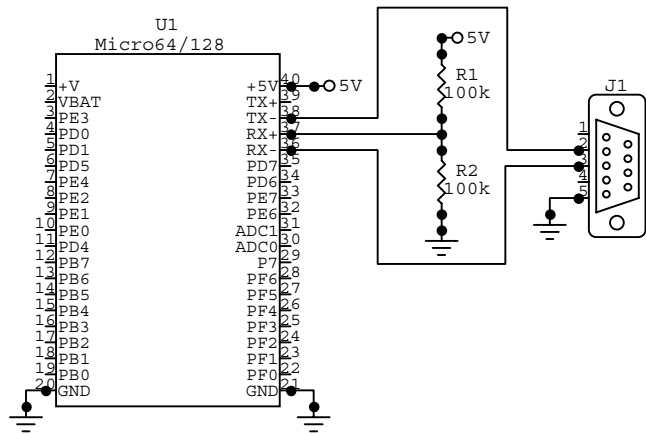 U1
Micro64/128
1 +V
2 VBAT
3 PE3
4 PD0
5 PD1
6 PD5
7 PE4
8 PE2
9 PE1
10 PE0
11 PD4
12 PB7
13 PB6
14 PB5
15 PB4
16 PB3
17 PB2
18 PB1
19 PB0
20 GND
+5V 40
TX+ 39
TX- 38
RX+ 37
RX- 36
PD7 35
PD6 34
PE7 33
PE6 32
ADC1 31
ADC0 30
P7 29
PF6 28
PF5 27
PF4 26
PF3 25
PF2 24
PF1 23
PF0 22
GND 21
5V
5V
R1
100k
R2
100k
J1
1
2
3
4
5